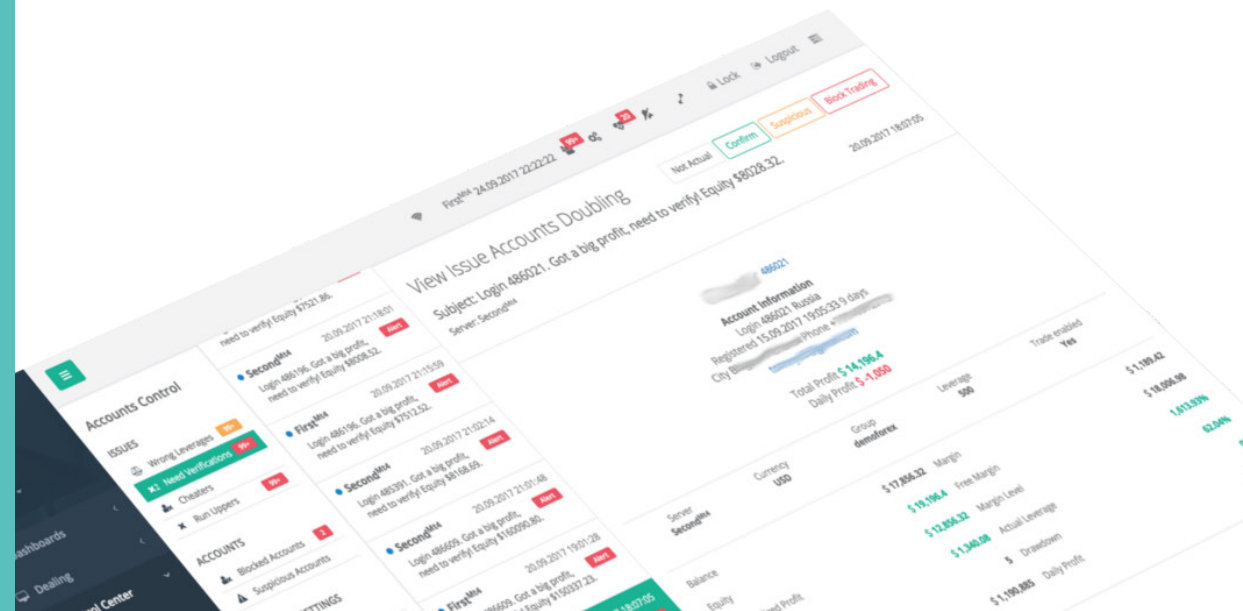 First MT4 24.09.2017 22:22:22 99+ 20 Lock Logout
Accounts Control
ISSUES
Wrong Leverages 99+
Need Verifications 99+
Cheaters
Run Uppers 99+
ACCOUNTS
Blocked Accounts 2
Suspicious Accounts
Dealing
need to verify! Equity $7521.86.
Second MT4 20.09.2017 21:18:01
Login 486196. Got a big profit, Alert
need to verify! Equity $8008.52.
First MT4 20.09.2017 21:15:59
Login 486196. Got a big profit, Alert
need to verify! Equity $7512.52.
Second MT4 20.09.2017 21:02:14
Login 485391. Got a big profit, Alert
need to verify! Equity $8168.69.
Second MT4 20.09.2017 21:01:48
Login 486609. Got a big profit, Alert
need to verify! Equity $160090.80.
First MT4 20.09.2017 19:01:28
Got a big profit, Alert
Equity $150337.23.
View Issue Accounts Doubling
Not Actual Confirm Suspicious Block Trading
Subject: Login 486021. Got a big profit, need to verify! Equity $8028.32.
20.09.2017 18:07:05
Server: Second MT4
486021
Account Information
Login 486021 Russia
Registered 15.09.2017 19:05:33 9 days
City Phone
Total Profit $ 14,196.4
Daily Profit $ -1,050
Server Currency Group Leverage Trade enabled
Second MT4 USD demoforex 500 Yes
Balance $ 17,856.32 Margin $ 1,189.42
Equity $ 19,196.4 Free Margin $ 18,006.98
$ 12,856.32 Margin Level 1,613.93%
$ 1,340.08 Actual Leverage 62.04%
5 Drawdown
$ 1,190,885 Daily Profit